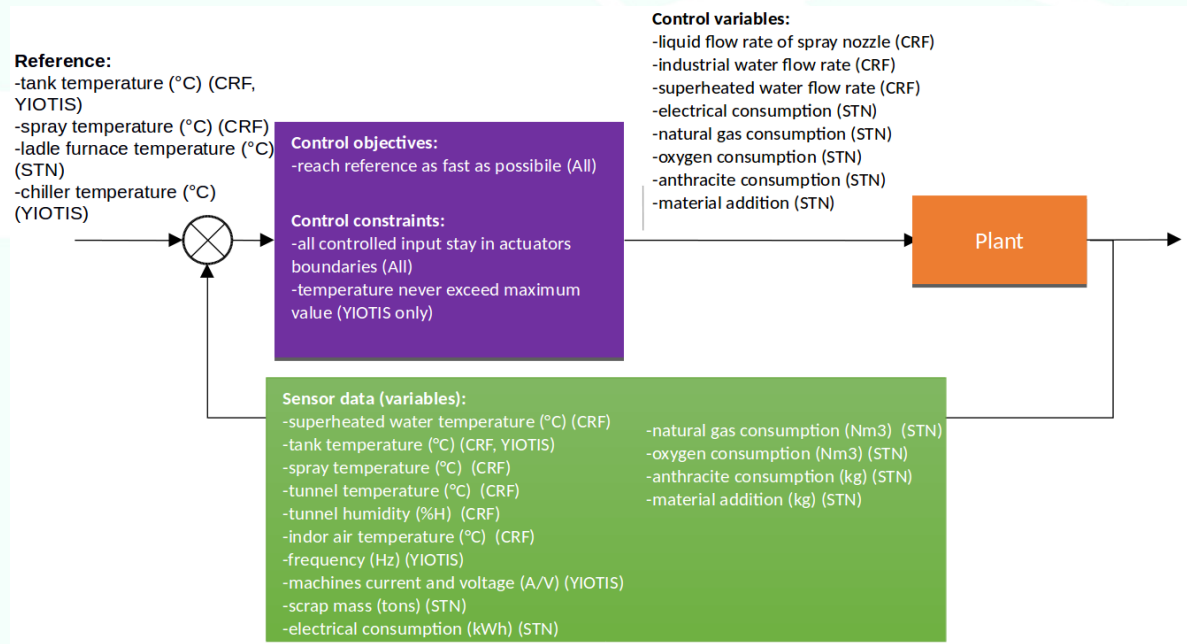 Reference:
-tank temperature (°C) (CRF,
YIOTIS)
-spray temperature (°C) (CRF)
-ladle furnace temperature (°C)
(STN)
-chiller temperature (°C)
(YIOTIS)
Control objectives:
-reach reference as fast as possibile (All)
Control constraints:
-all controlled input stay in actuators
boundaries (All)
-temperature never exceed maximum
value (YIOTIS only)
Control variables:
-liquid flow rate of spray nozzle (CRF)
-industrial water flow rate (CRF)
-superheated water flow rate (CRF)
-electrical consumption (STN)
-natural gas consumption (STN)
-oxygen consumption (STN)
-anthracite consumption (STN)
-material addition (STN)
Plant
Sensor data (variables):
-superheated water temperature (°C) (CRF)
-tank temperature (°C) (CRF, YIOTIS)
-spray temperature (°C) (CRF)
-tunnel temperature (°C) (CRF)
-tunnel humidity (%H) (CRF)
-indor air temperature (°C) (CRF)
-frequency (Hz) (YIOTIS)
-machines current and voltage (A/V) (YIOTIS)
-scrap mass (tons) (STN)
-electrical consumption (kWh) (STN)
-natural gas consumption (Nm3) (STN)
-oxygen consumption (Nm3) (STN)
-anthracite consumption (kg) (STN)
-material addition (kg) (STN)